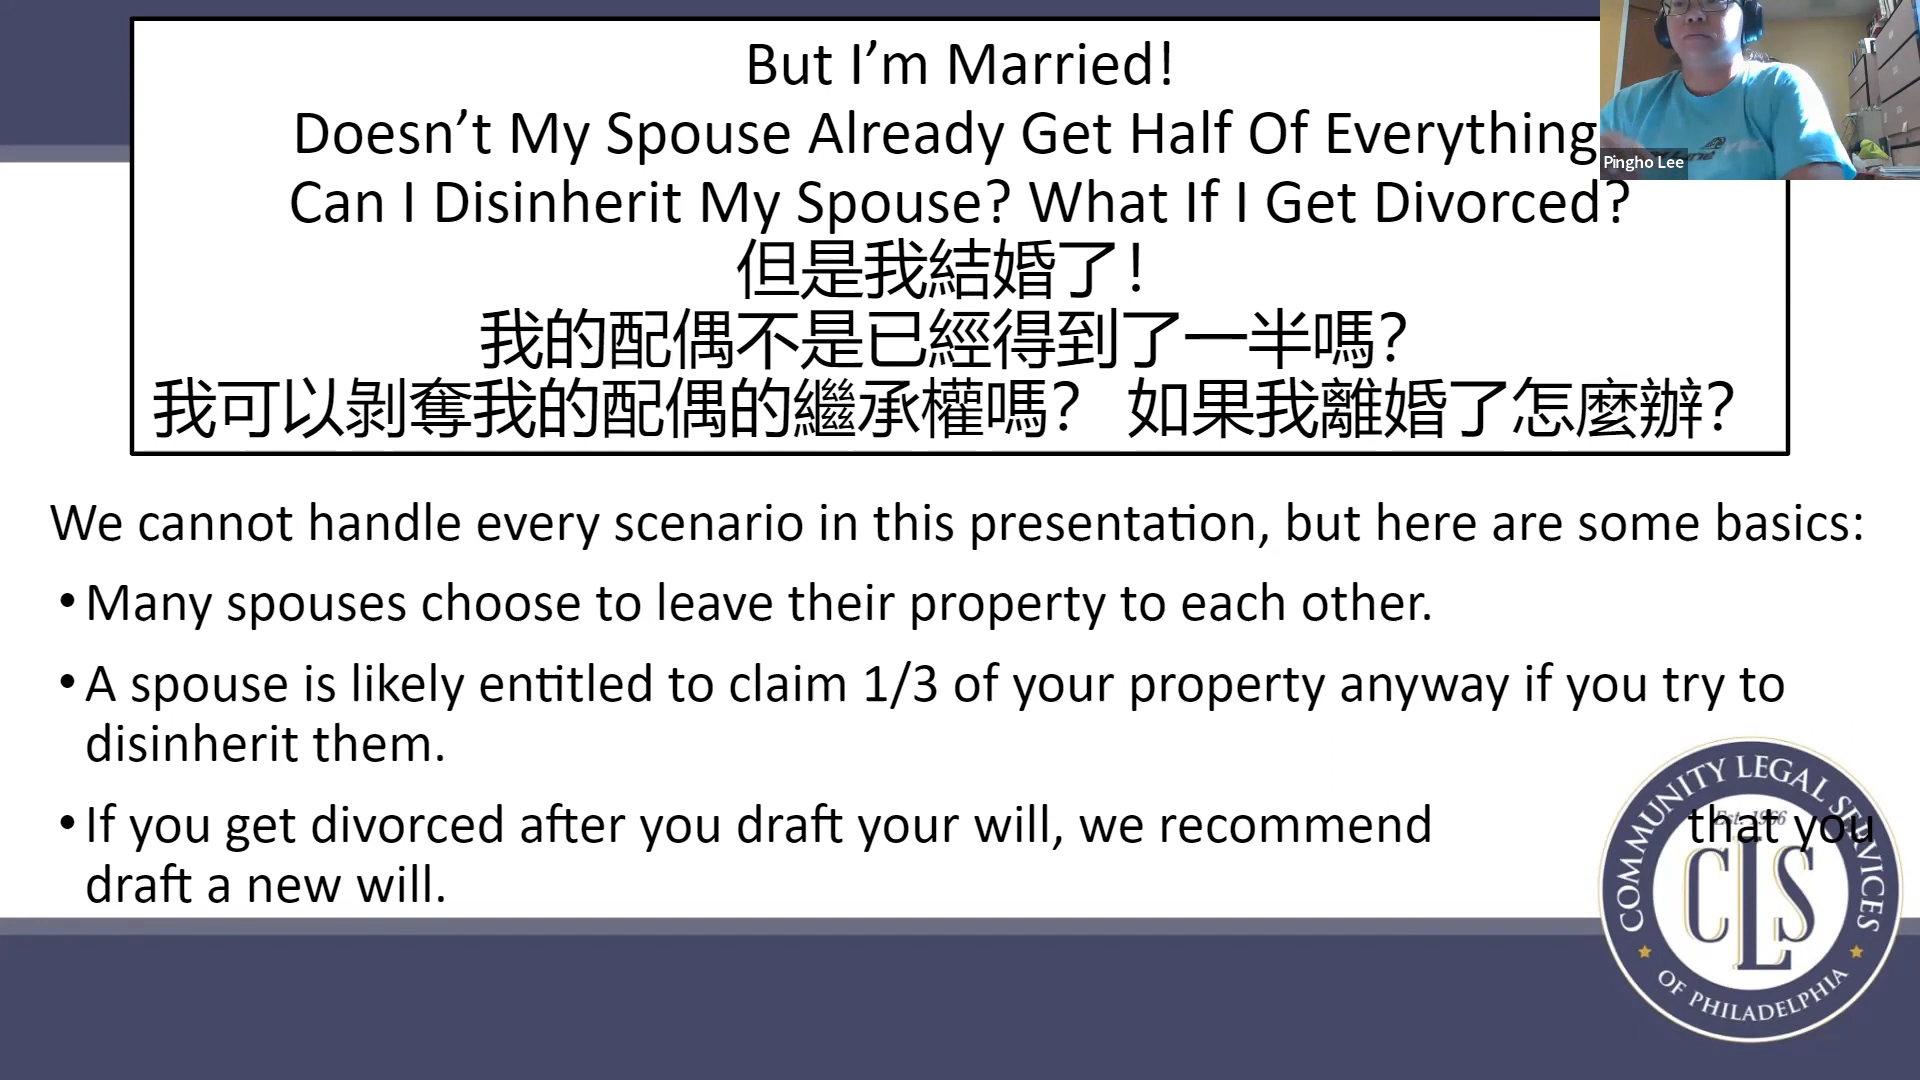 But I’m Married!
Doesn’t My Spouse Already Get Half Of Everything
Can I Disinherit My Spouse? What If I Get Divorced?
但是我結婚了!
我的配偶不是已經得到了一半嗎?
我可以剝奪我的配偶的繼承權嗎? 如果我離婚了怎麼辦?
Pingho Lee
We cannot handle every scenario in this presentation, but here are some basics:
•Many spouses choose to leave their property to each other.
•A spouse is likely entitled to claim 1/3 of your property anyway if you try to
disinherit them.
•If you get divorced after you draft your will, we recommend that you
draft a new will.
COMMUNITY LEGAL SERVICES
Est. 1966
CLS
OF PHILADELPHIA